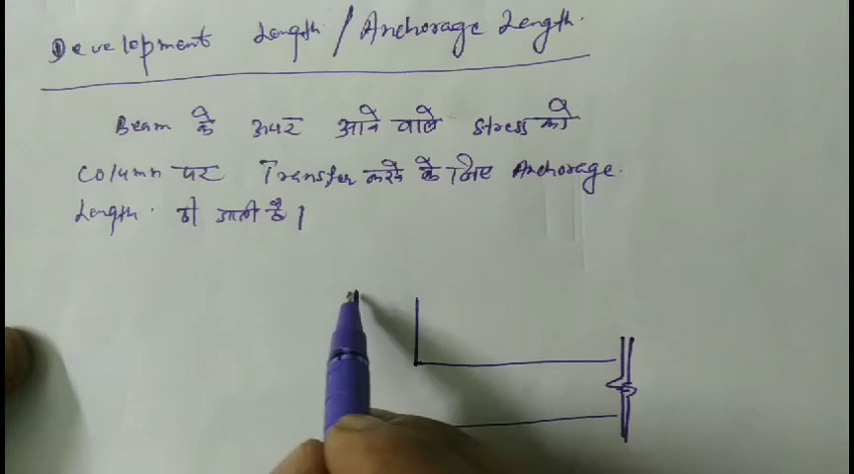 Development Length / Anchorage Length.
Beam के ऊपर आने वाले stress को
Column पर Transfer करने के लिए Anchorage
Length. दी जाती है।